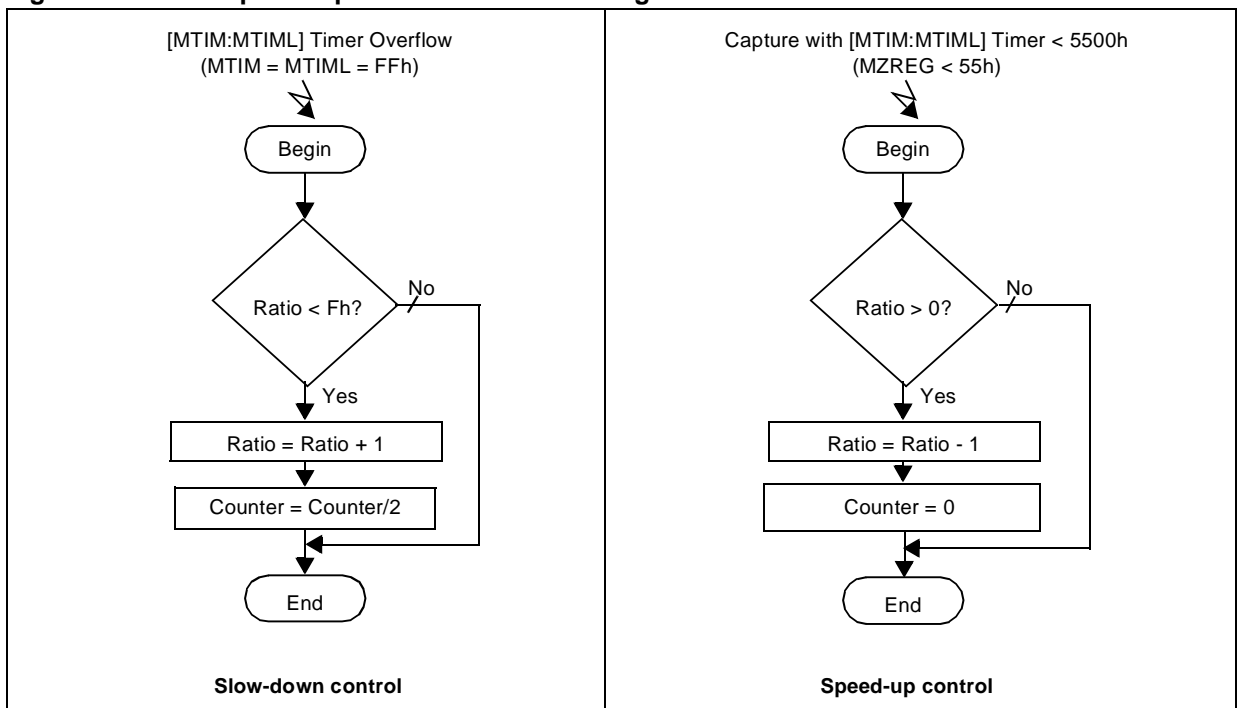 [MTIM:MTIML] Timer Overflow
(MTIM = MTIML = FFh)
Begin
Ratio < Fh?
No
Yes
Ratio = Ratio + 1
Counter = Counter/2
End
Slow-down control
Capture with [MTIM:MTIML] Timer < 5500h
(MZREG < 55h)
Begin
Ratio > 0?
No
Yes
Ratio = Ratio - 1
Counter = 0
End
Speed-up control